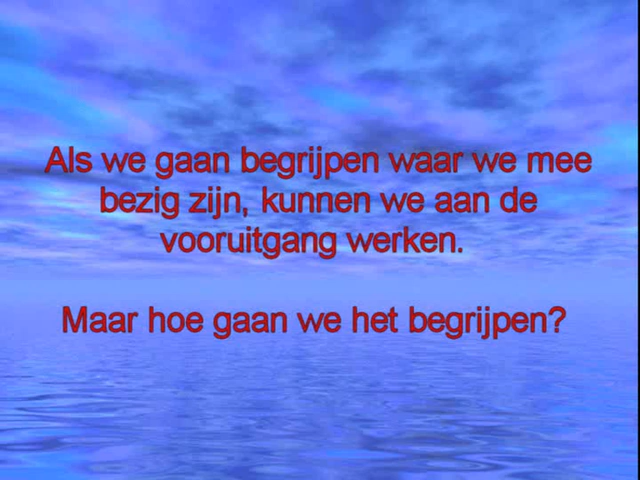 Als we gaan begrijpen waar we mee
bezig zijn, kunnen we aan de
vooruitgang werken.
Maar hoe gaan we het begrijpen?